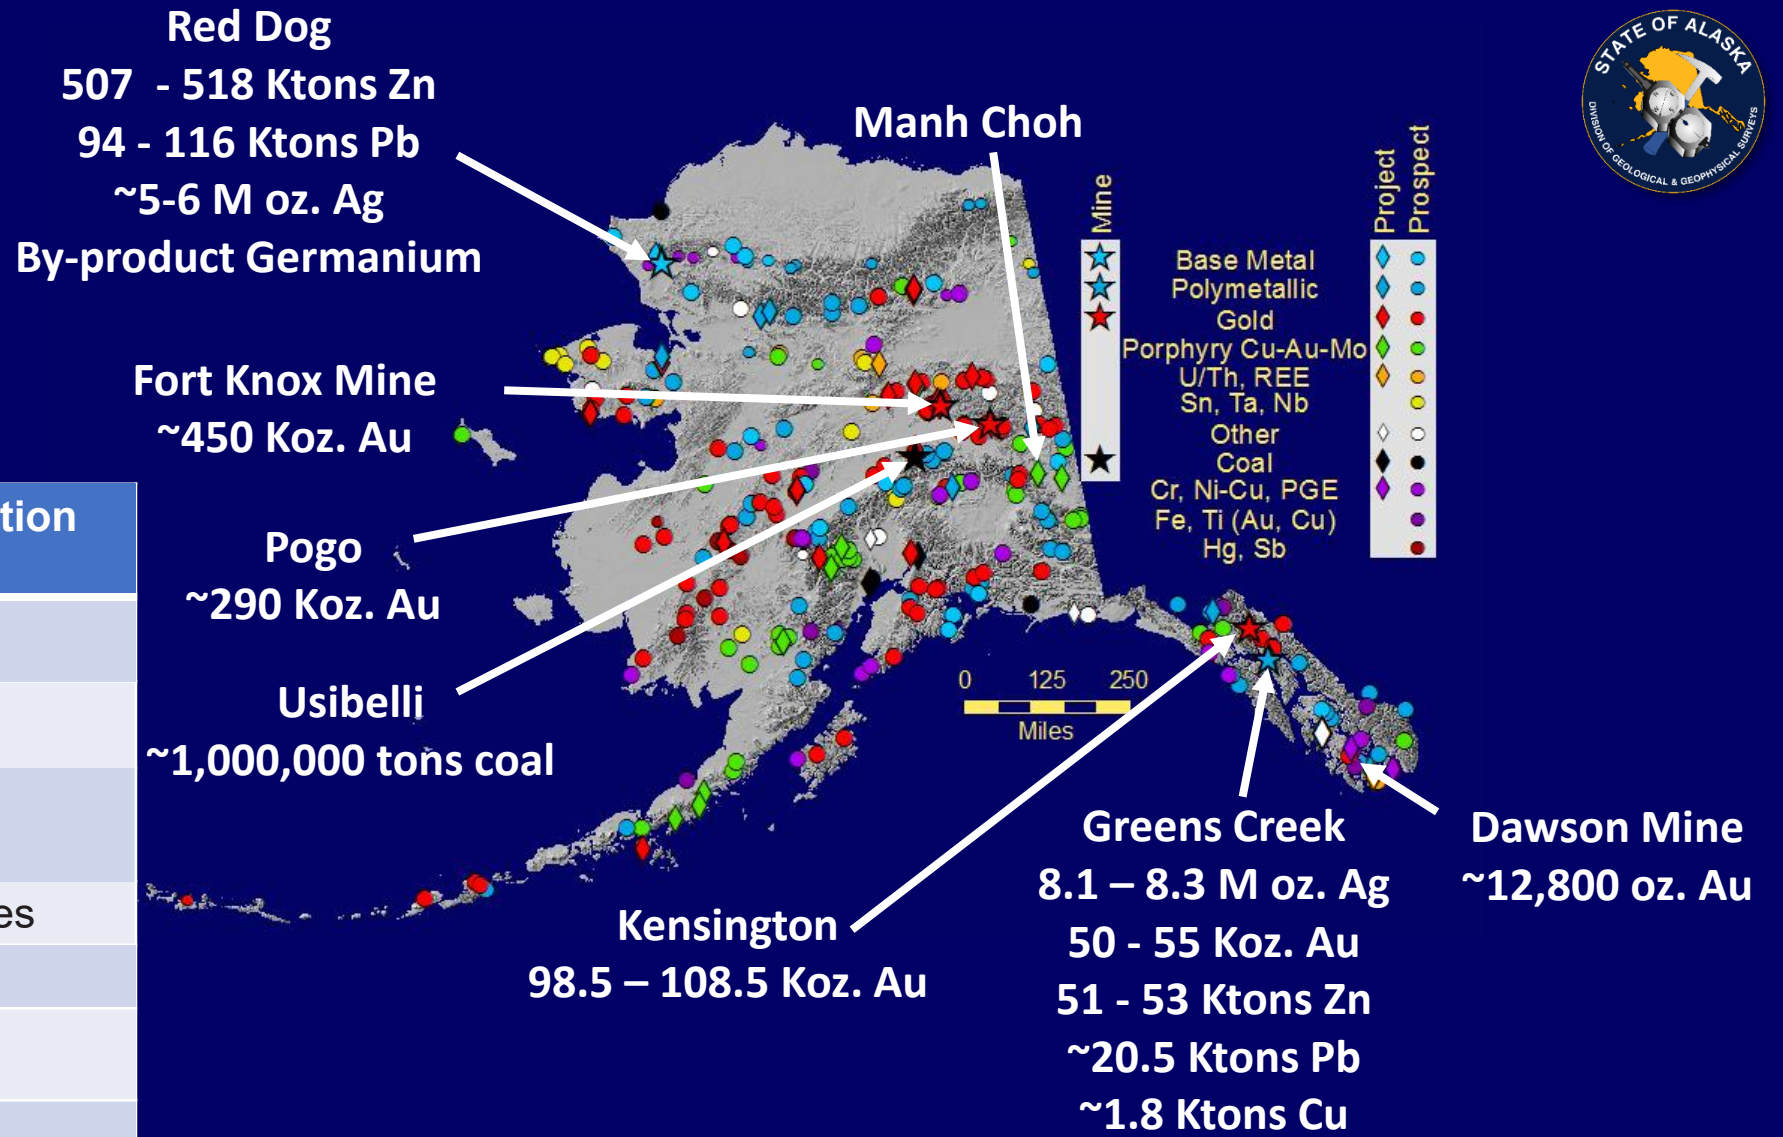 Red Dog
507 - 518 Ktons Zn
94 - 116 Ktons Pb
~5-6 M oz. Ag
By-product Germanium
Manh Choh
STATE OF ALASKA
DIVISION OF GEOLOGICAL & GEOPHYSICAL SURVEYS
Mine
Project
Prospect
Base Metal
Polymetallic
Gold
Porphyry Cu-Au-Mo
U/Th, REE
Sn, Ta, Nb
Other
Coal
Cr, Ni-Cu, PGE
Fe, Ti (Au, Cu)
Hg, Sb
Fort Knox Mine
~450 Koz. Au
tion
es
Pogo
~290 Koz. Au
Usibelli
~1,000,000 tons coal
0 125 250
Miles
Kensington
98.5 – 108.5 Koz. Au
Greens Creek
8.1 – 8.3 M oz. Ag
50 - 55 Koz. Au
51 - 53 Ktons Zn
~20.5 Ktons Pb
~1.8 Ktons Cu
Dawson Mine
~12,800 oz. Au